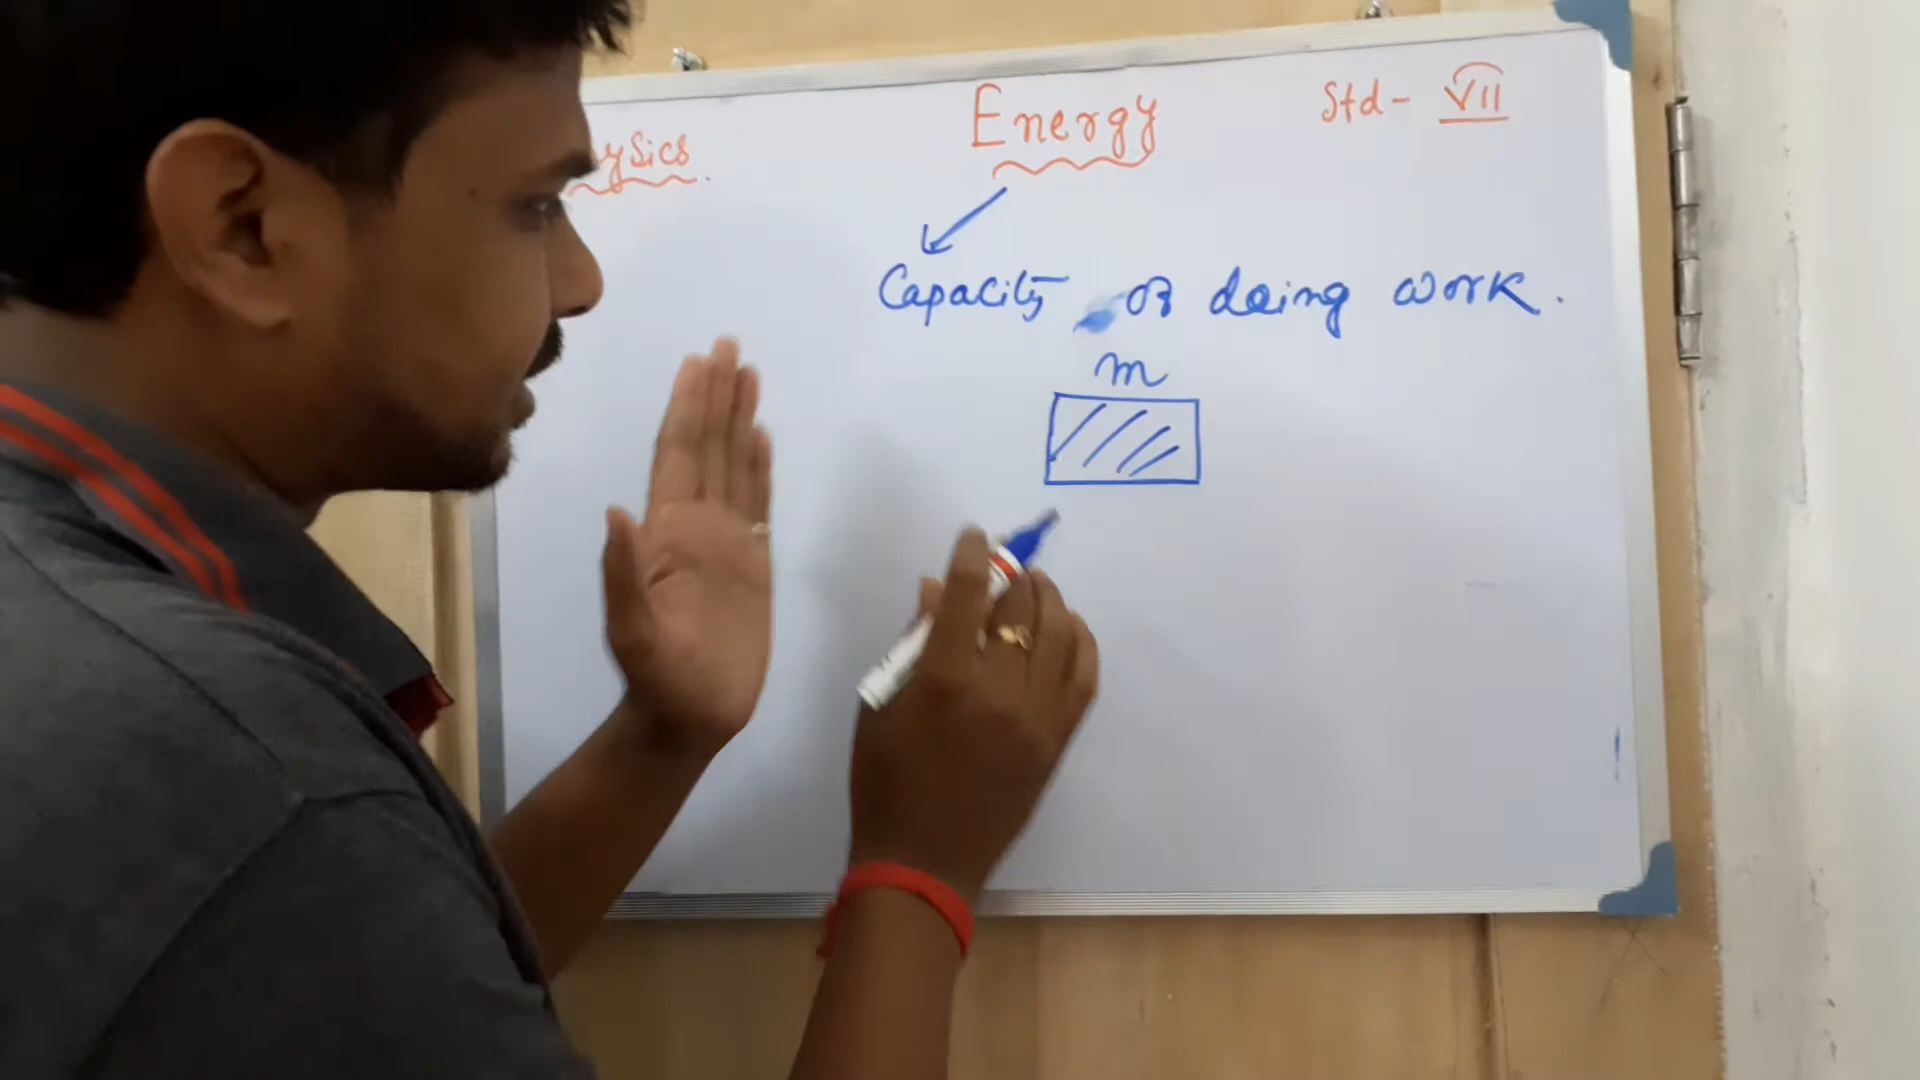 Energy
Std- VII
ysics.
Capacity of doing work.
m